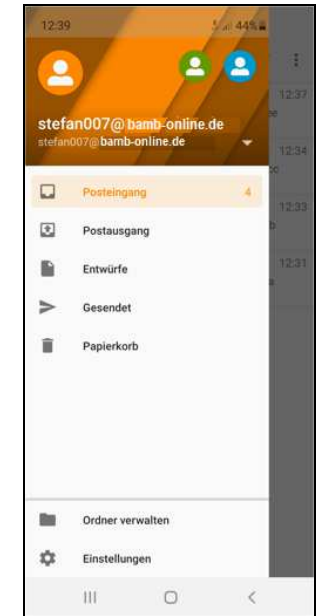 12:39 44%
stefan007@bamb-online.de
stefan007@bamb-online.de
12:37
12:34
12:33
12:31
Posteingang 4
Postausgang
Entwürfe
Gesendet
Papierkorb
Ordner verwalten
Einstellungen